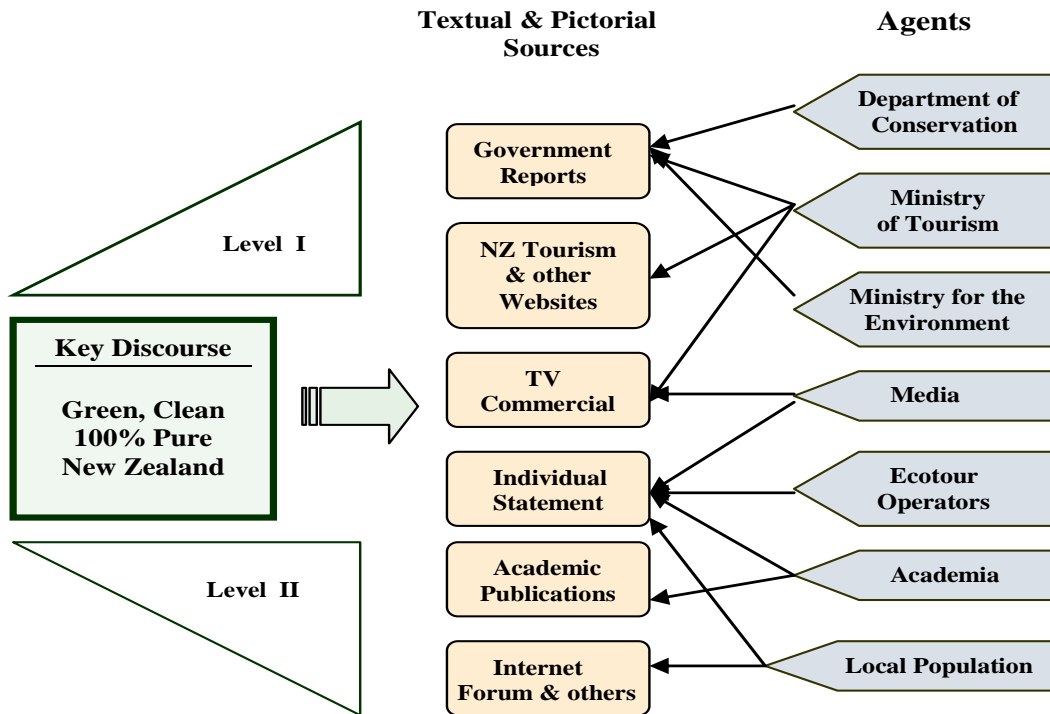 Textual & Pictorial
Sources
Agents
Level  I
Key Discourse
Green, Clean
100% Pure
New Zealand
Level  II
Government
Reports
NZ Tourism
& other
Websites
TV
Commercial
Individual
Statement
Academic
Publications
Internet
Forum & others
Department of
Conservation
Ministry
of Tourism
Ministry for the
Environment
Media
Ecotour
Operators
Academia
Local Population